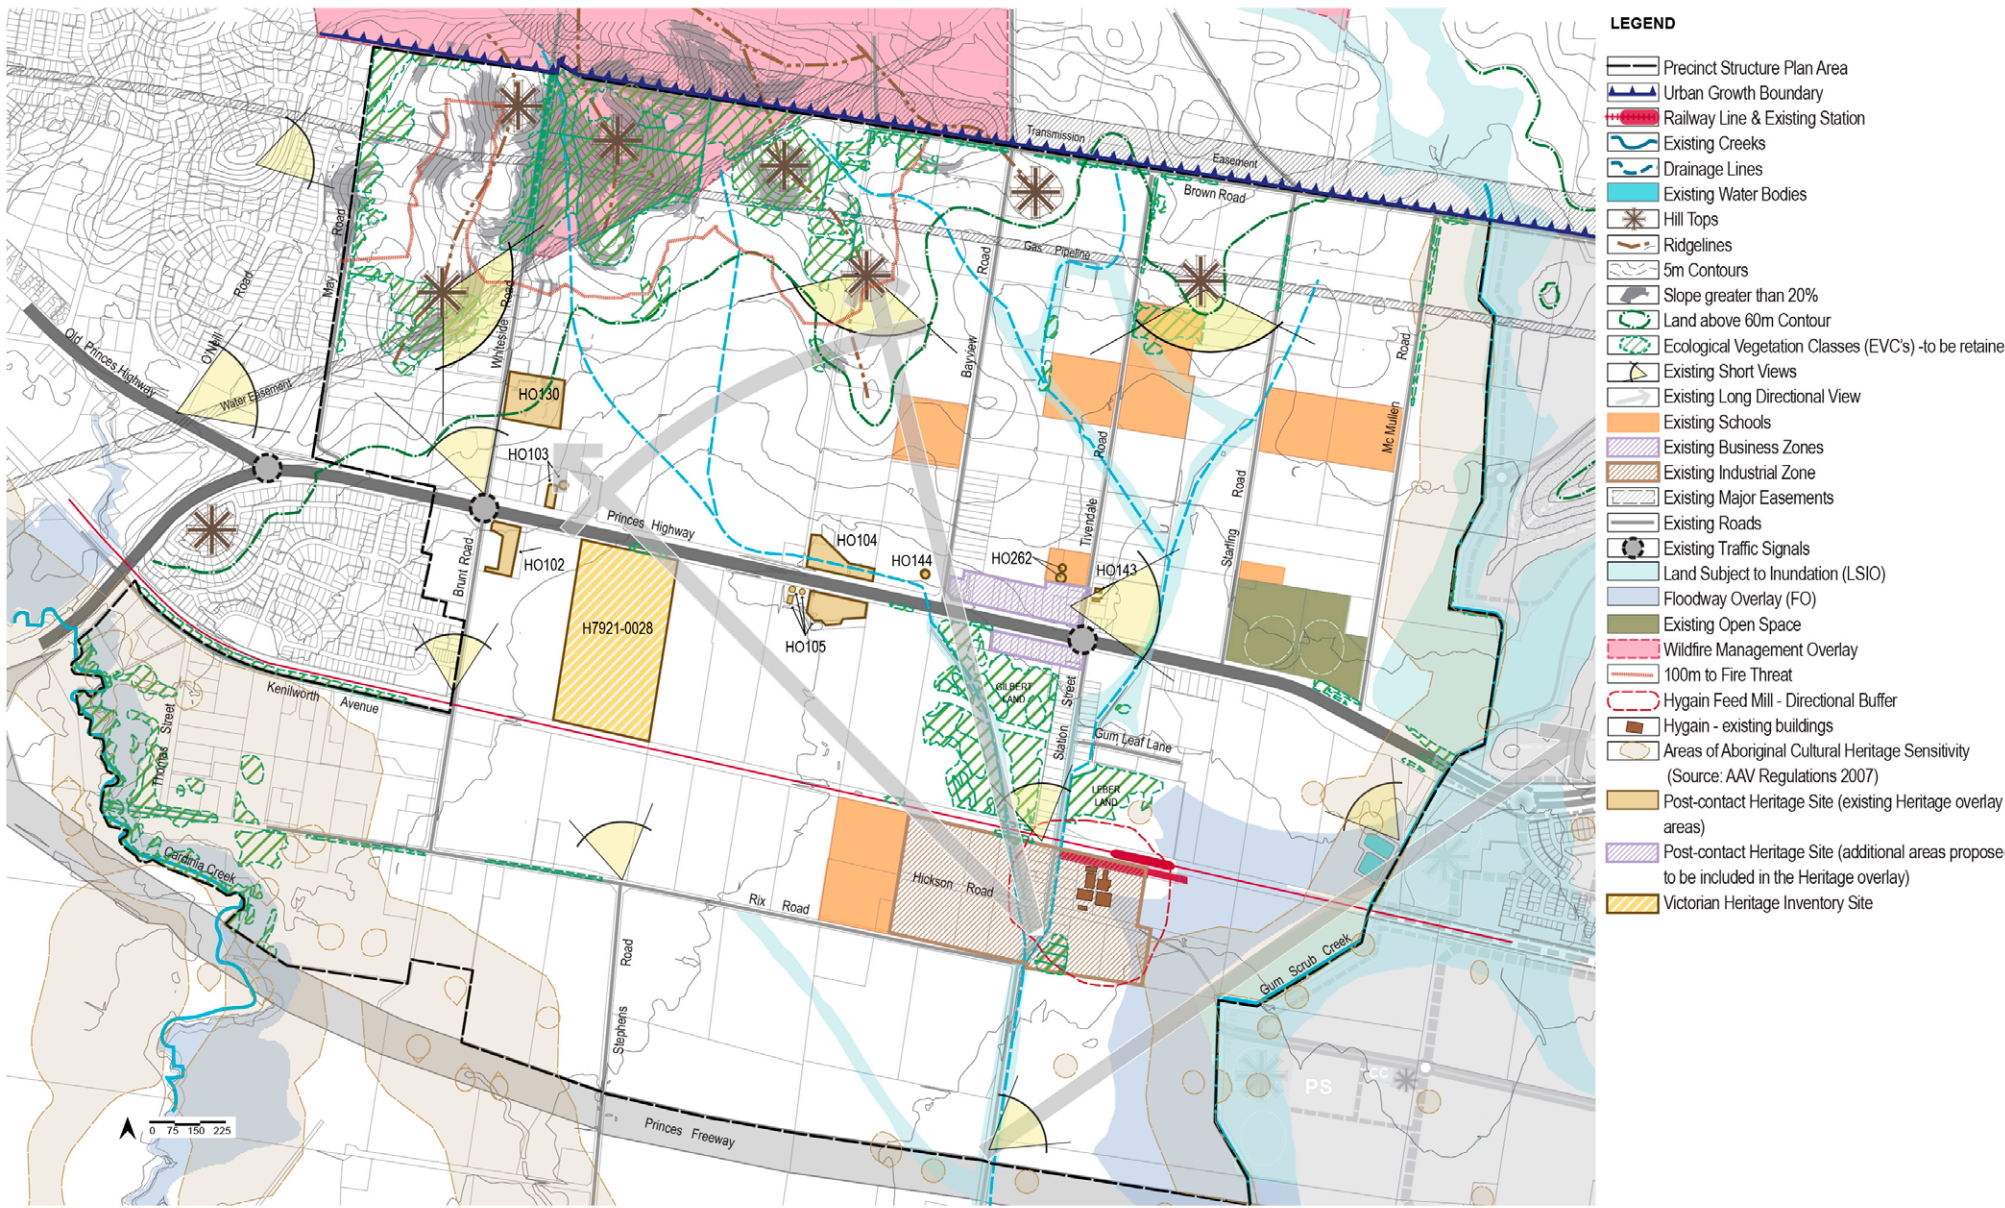 LEGEND
Precinct Structure Plan Area
Urban Growth Boundary
Railway Line & Existing Station
Existing Creeks
Drainage Lines
Existing Water Bodies
Hill Tops
Ridgelines
5m Contours
Slope greater than 20%
Land above 60m Contour
Ecological Vegetation Classes (EVC's) -to be retaine
Existing Short Views
Existing Long Directional View
Existing Schools
Existing Business Zones
Existing Industrial Zone
Existing Major Easements
Existing Roads
Existing Traffic Signals
Land Subject to Inundation (LSIO)
Floodway Overlay (FO)
Existing Open Space
Wildfire Management Overlay
100m to Fire Threat
Hygain Feed Mill - Directional Buffer
Hygain - existing buildings
Areas of Aboriginal Cultural Heritage Sensitivity
(Source: AAV Regulations 2007)
Post-contact Heritage Site (existing Heritage overlay
areas)
Post-contact Heritage Site (additional areas propose
to be included in the Heritage overlay)
Victorian Heritage Inventory Site
Transmission
Easement
Brown Road
Gas Pipeline
May Road
O'Neill Road
Old Princes Highway
Water Easement
Whiteside Road
Bayview Road
Tivendale Road
Starling Road
Mc Mullen Road
HO130
HO103
HO102
Princes Highway
HO104
HO144
HO262
HO143
HO105
H7921-0028
Brunt Road
Kenilworth Avenue
Thomas Street
Cardinia Creek
GILBERT
LAND
Station Street
Gum Leaf Lane
LEBER
LAND
Hickson Road
Rix Road
Stephens Road
Gum Scrub Creek
Princes Freeway
PS
CC
0 75 150 225